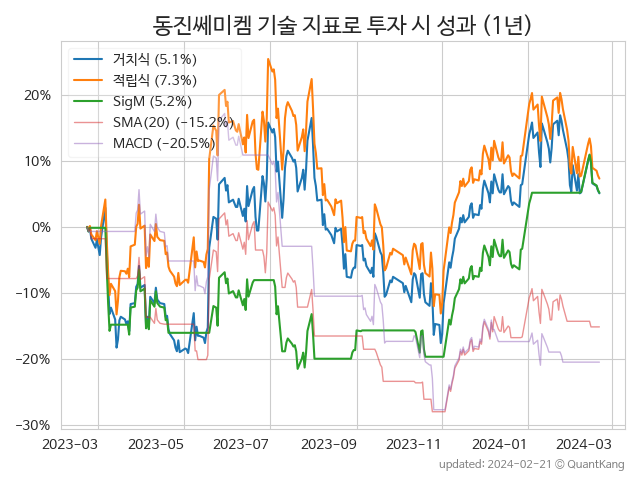 동진쎄미켐 기술 지표로 투자 시 성과 (1년)
거치식 (5.1%)
적립식 (7.3%)
SigM (5.2%)
SMA(20) (−15.2%)
MACD (−20.5%)
20%
10%
0%
−10%
−20%
−30%
2023-03 2023-05 2023-07 2023-09 2023-11 2024-01 2024-03
updated: 2024-02-21 © QuantKang